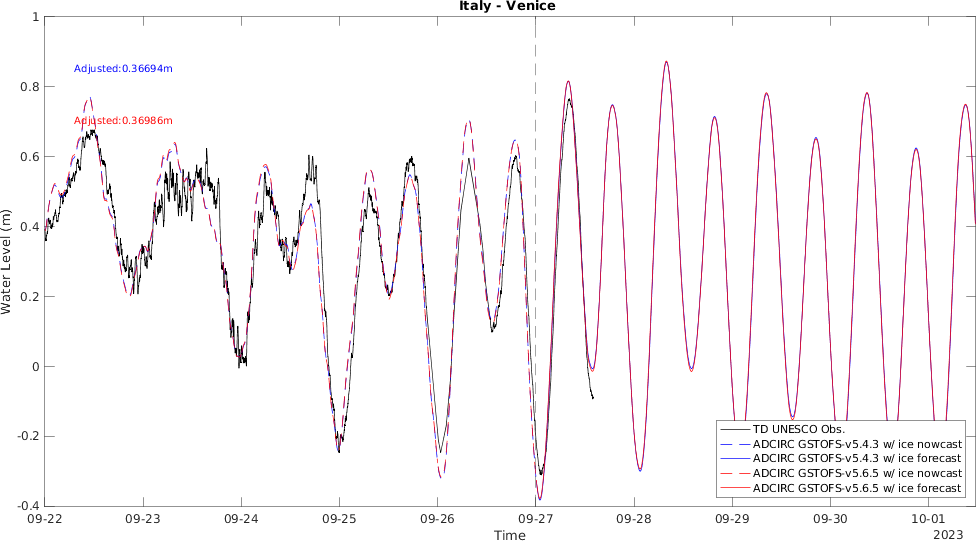 Italy - Venice
Adjusted:0.36694m
Adjusted:0.36986m
Water Level (m)
1
0.8
0.6
0.4
0.2
0
-0.2
-0.4
TD UNESCO Obs.
ADCIRC GSTOFS-v5.4.3 w/ ice nowcast
ADCIRC GSTOFS-v5.4.3 w/ ice forecast
ADCIRC GSTOFS-v5.6.5 w/ ice nowcast
ADCIRC GSTOFS-v5.6.5 w/ ice forecast
09-22 09-23 09-24 09-25 09-26 09-27 09-28 09-29 09-30 10-01
Time
2023